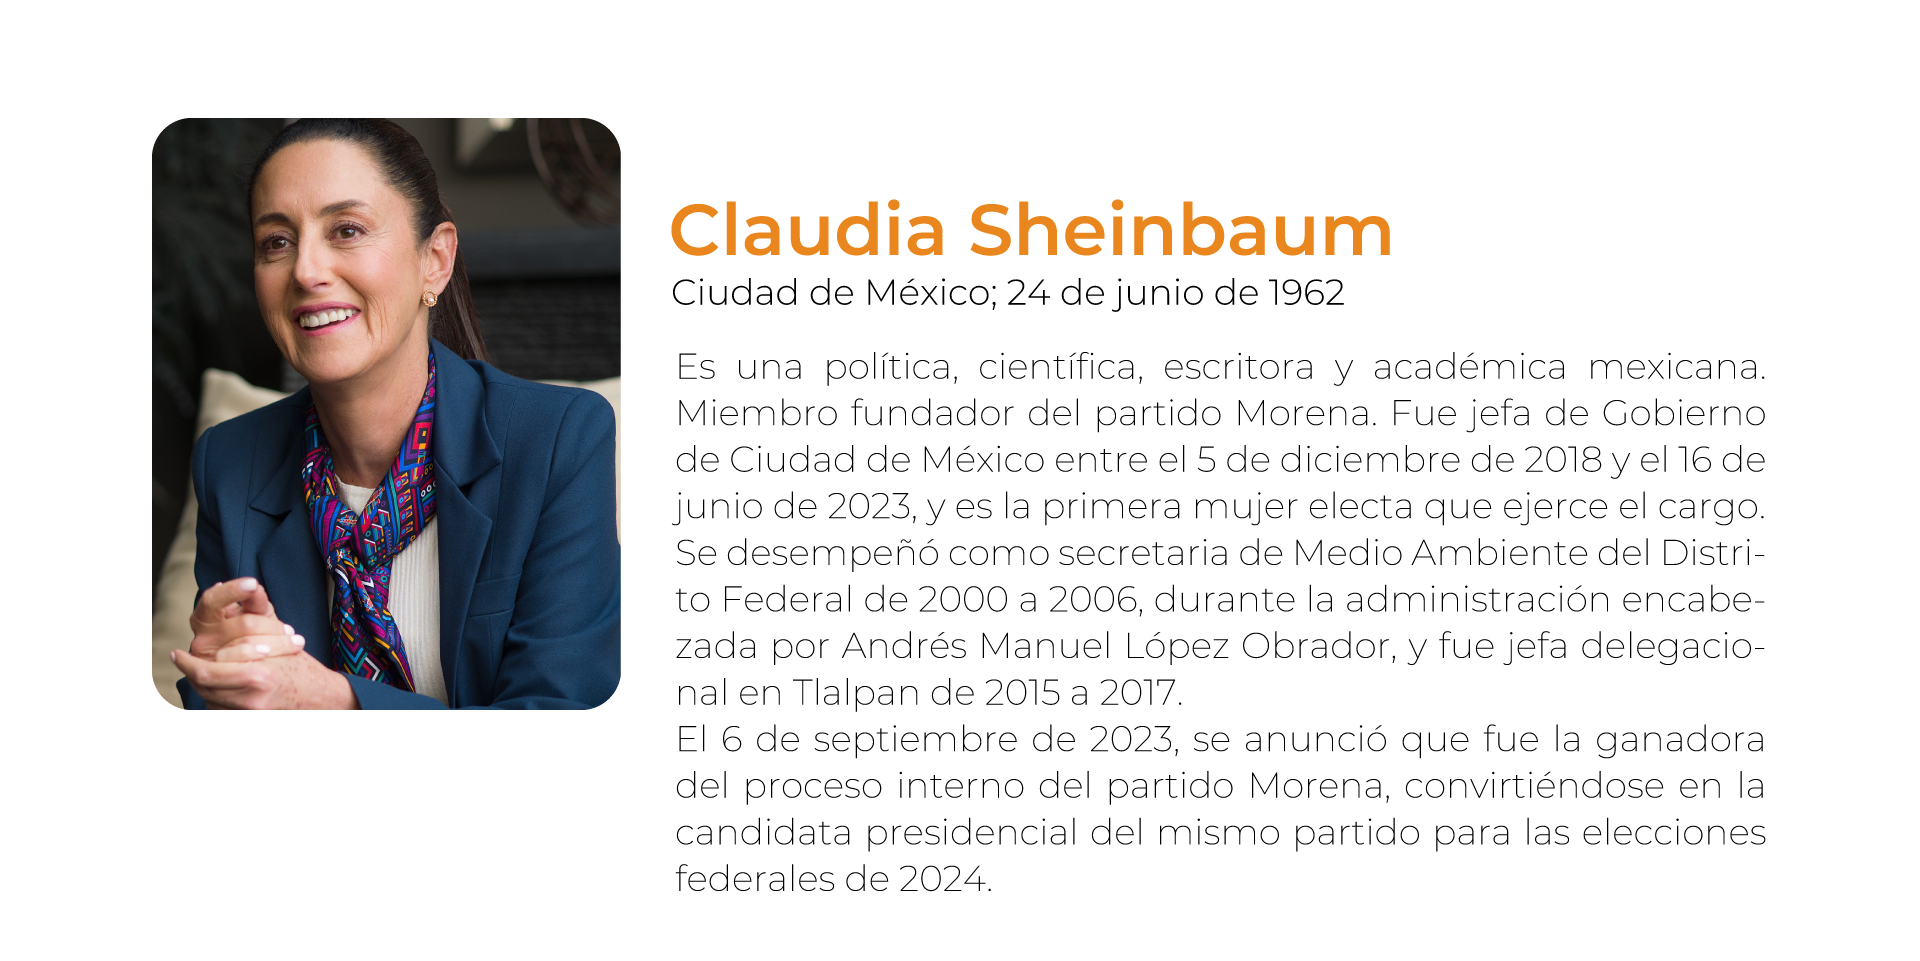 Claudia Sheinbaum
Ciudad de México; 24 de junio de 1962
Es una política, científica, escritora y académica mexicana.
Miembro fundador del partido Morena. Fue jefa de Gobierno
de Ciudad de México entre el 5 de diciembre de 2018 y el 16 de
junio de 2023, y es la primera mujer electa que ejerce el cargo.
Se desempeñó como secretaria de Medio Ambiente del Distri-
to Federal de 2000 a 2006, durante la administración encabe-
zada por Andrés Manuel López Obrador, y fue jefa delegacio-
nal en Tlalpan de 2015 a 2017.
El 6 de septiembre de 2023, se anunció que fue la ganadora
del proceso interno del partido Morena, convirtiéndose en la
candidata presidencial del mismo partido para las elecciones
federales de 2024.